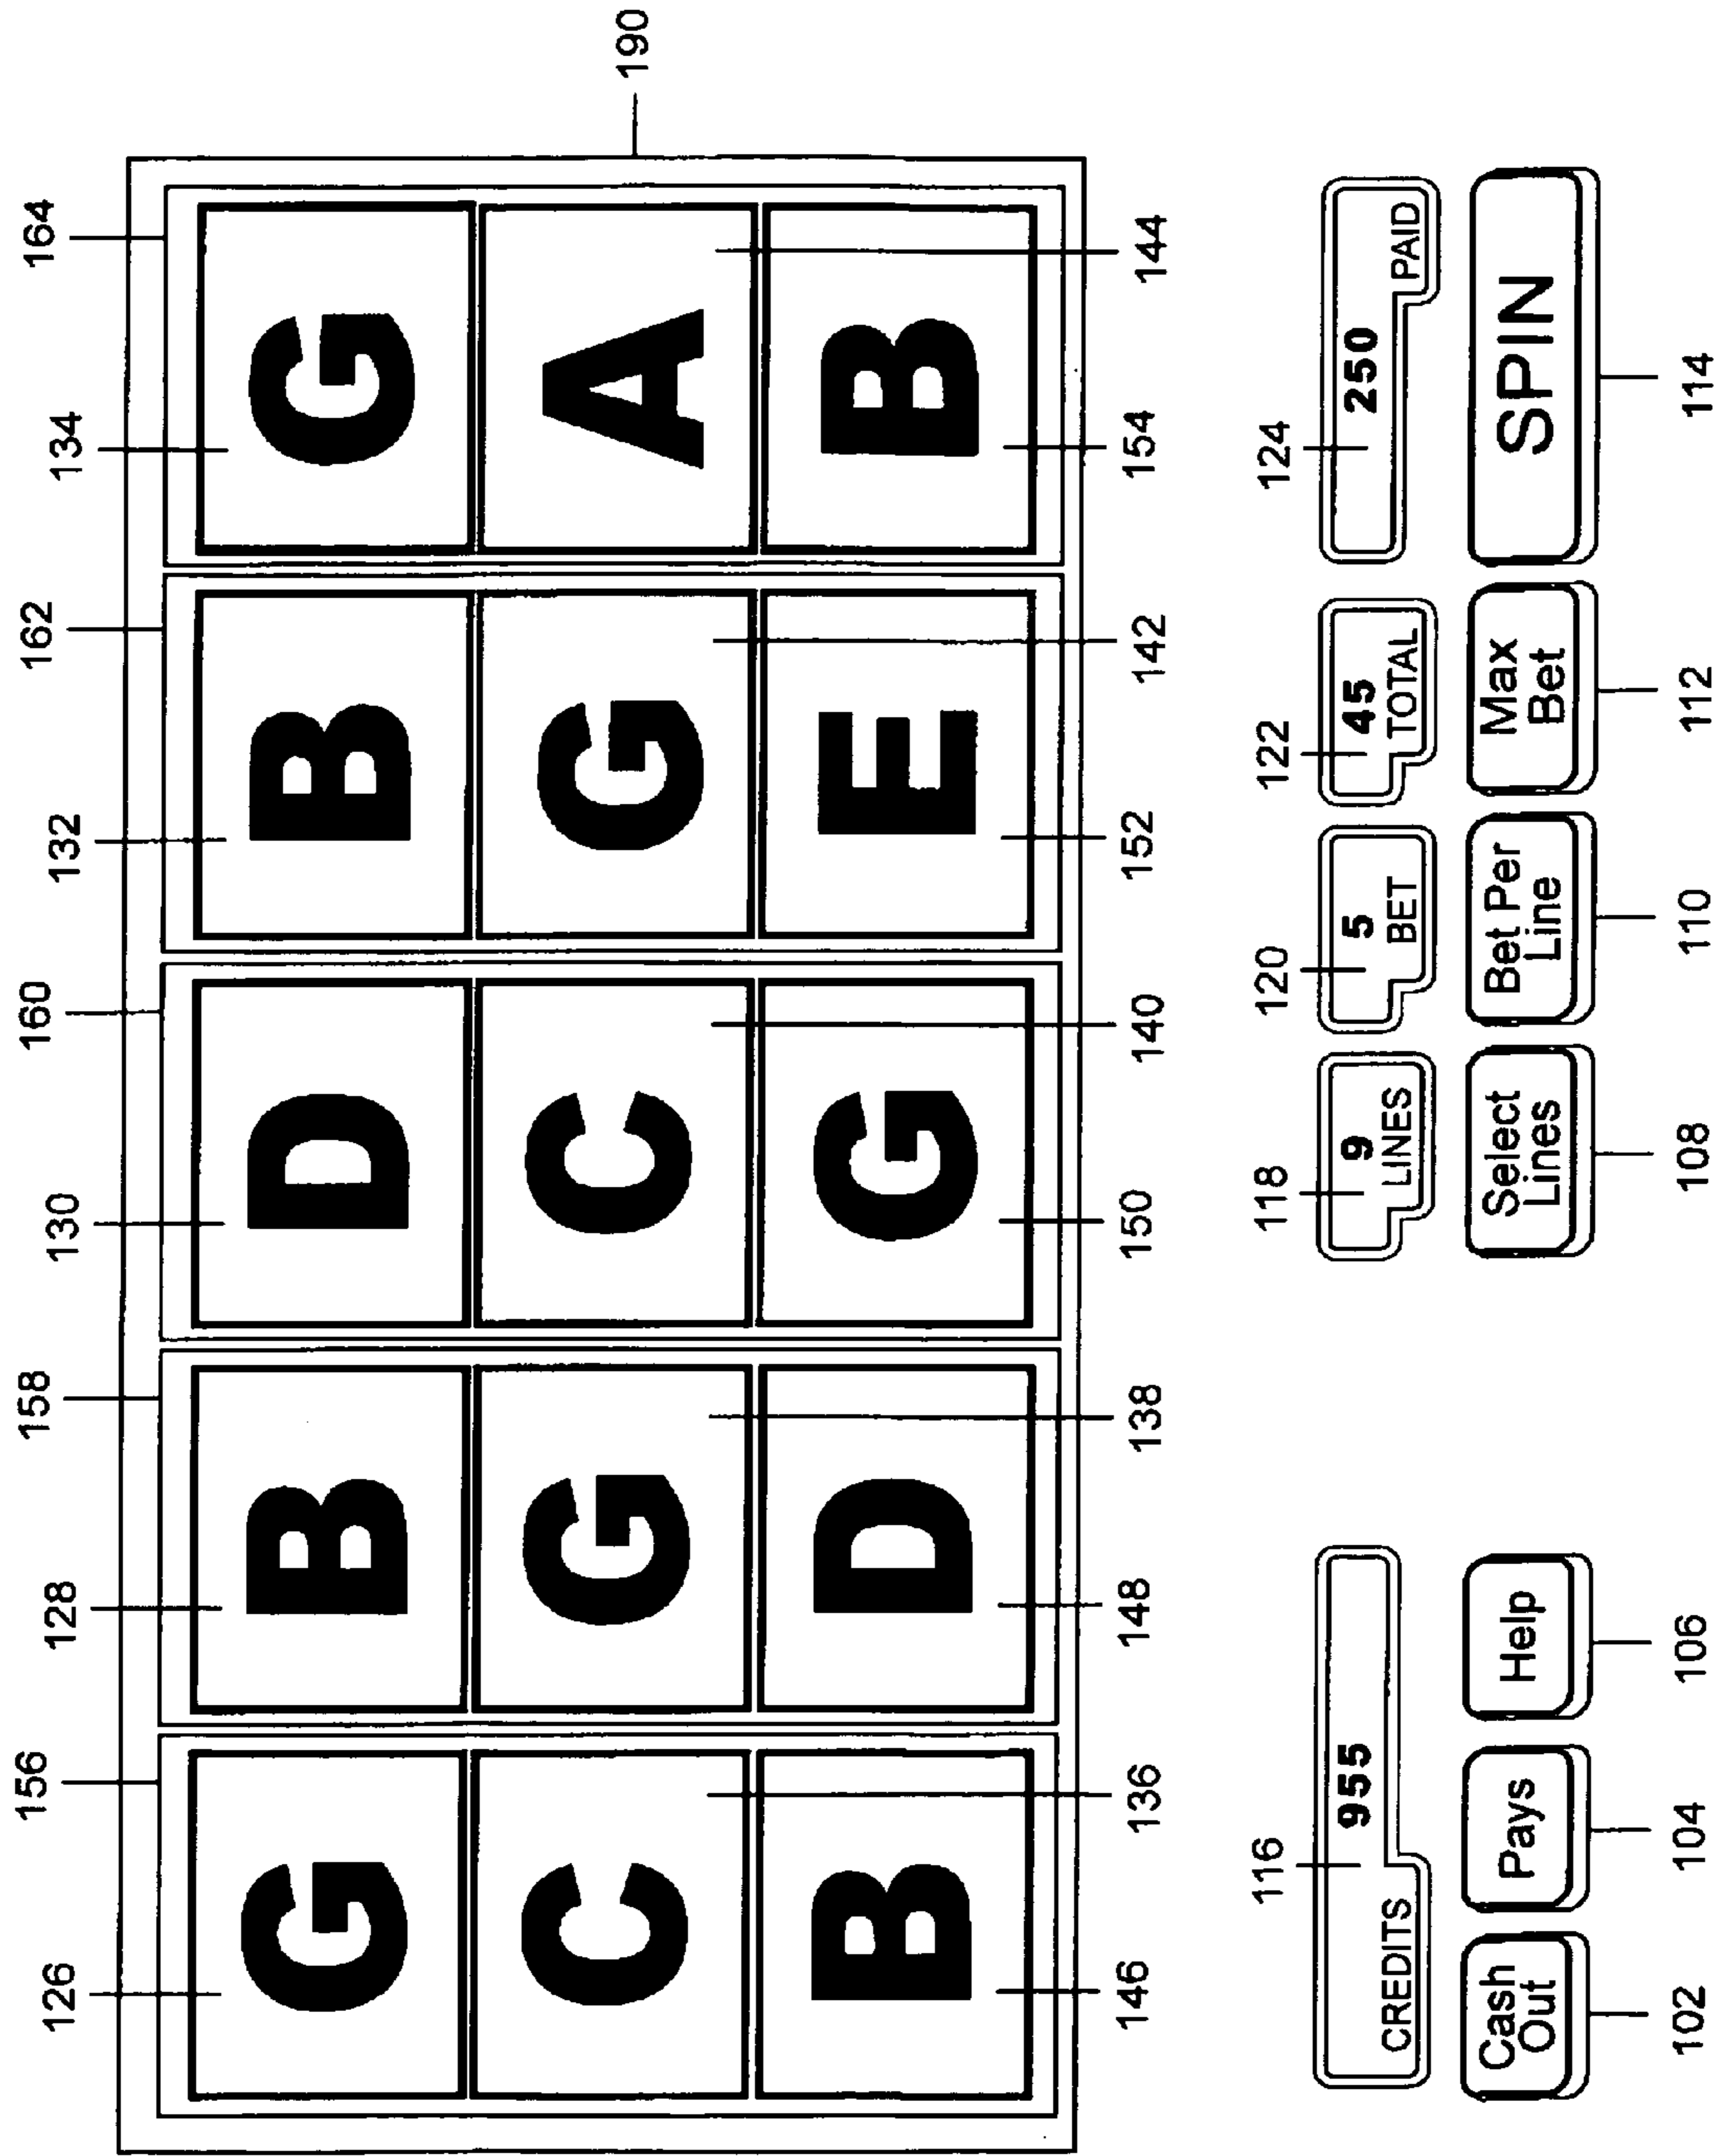 156 158 160 162 164
126 128 130 132 134
G B D B G
190
C G C G A
B D G E B
136 138 140 142 144
146 148 150 152 154
116 118 120 122 124
955 9 5 45 250
CREDITS LINES BET TOTAL PAID
Cash Out
Pays
Help
Select Lines
Bet Per Line
Max Bet
SPIN
102 104 106 108 110 112 114